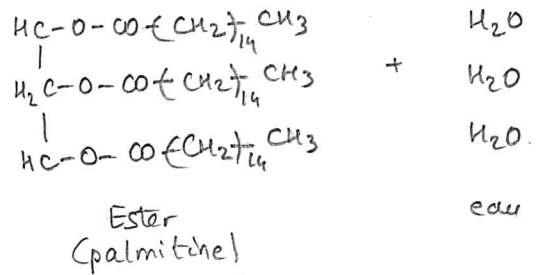 HC-O-CO-(CH2)-14 CH3 H2O
|
H2C-O-CO-(CH2)-14 CH3 + H2O
|
HC-O-CO-(CH2)-14 CH3 H2O.
Ester eau
(palmitine)